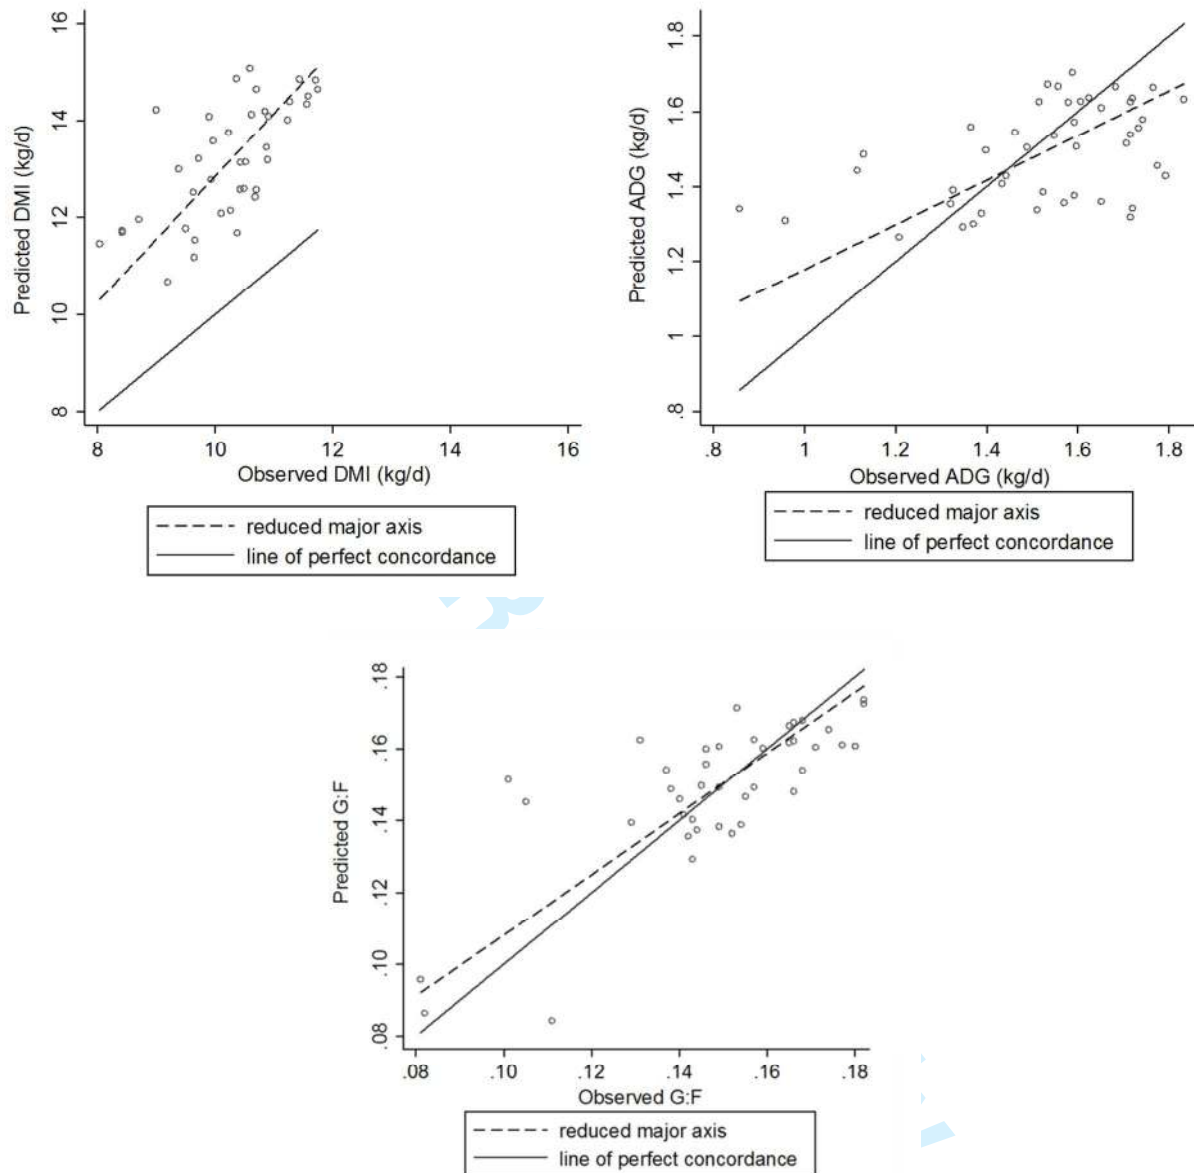 16
14
12
10
8
Predicted DMI (kg/d)
8
10
12
14
16
Observed DMI (kg/d)
reduced major axis
line of perfect concordance
1.8
1.6
1.4
1.2
1
.8
Predicted ADG (kg/d)
.8
1
1.2
1.4
1.6
1.8
Observed ADG (kg/d)
reduced major axis
line of perfect concordance
.18
.16
.14
.12
.10
.08
Predicted G:F
.08
.10
.12
.14
.16
.18
Observed G:F
reduced major axis
line of perfect concordance